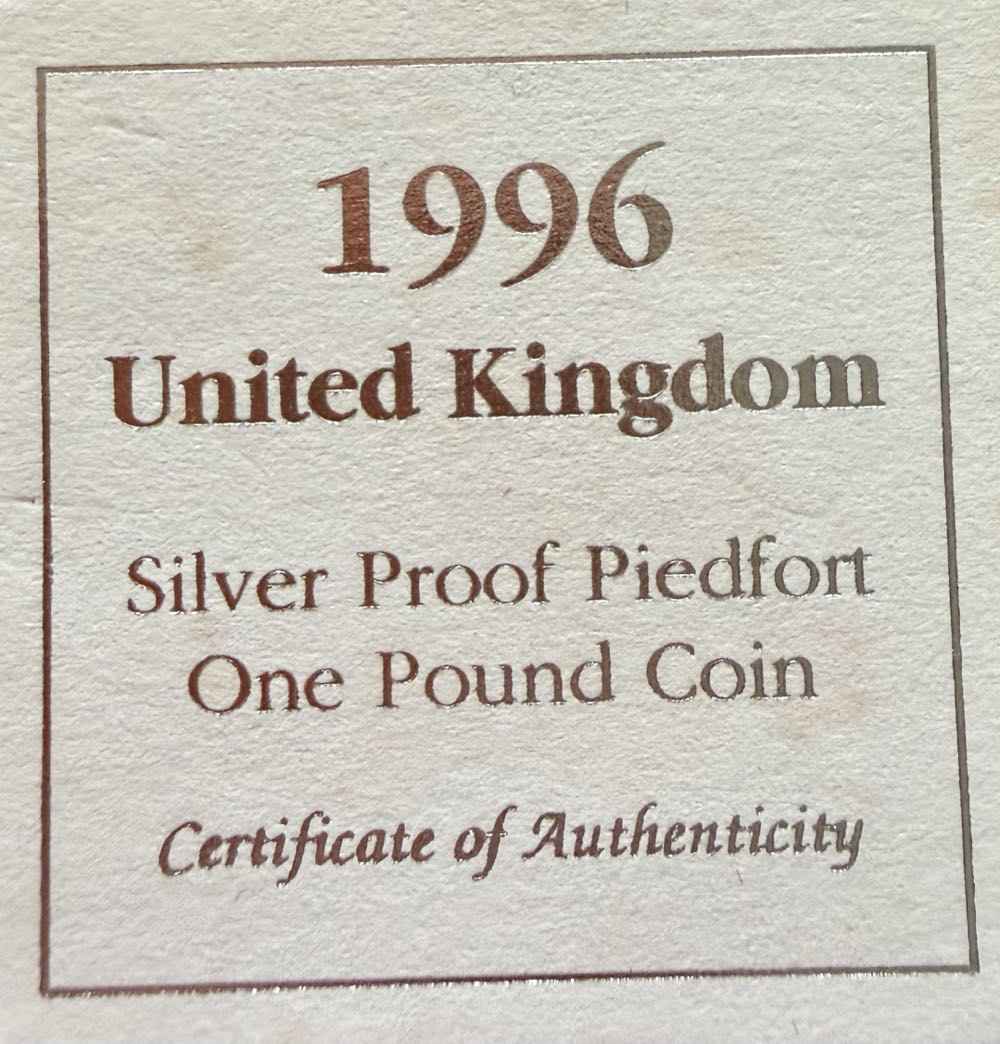 1996
United Kingdom
Silver Proof Piedfort
One Pound Coin
Certificate of Authenticity